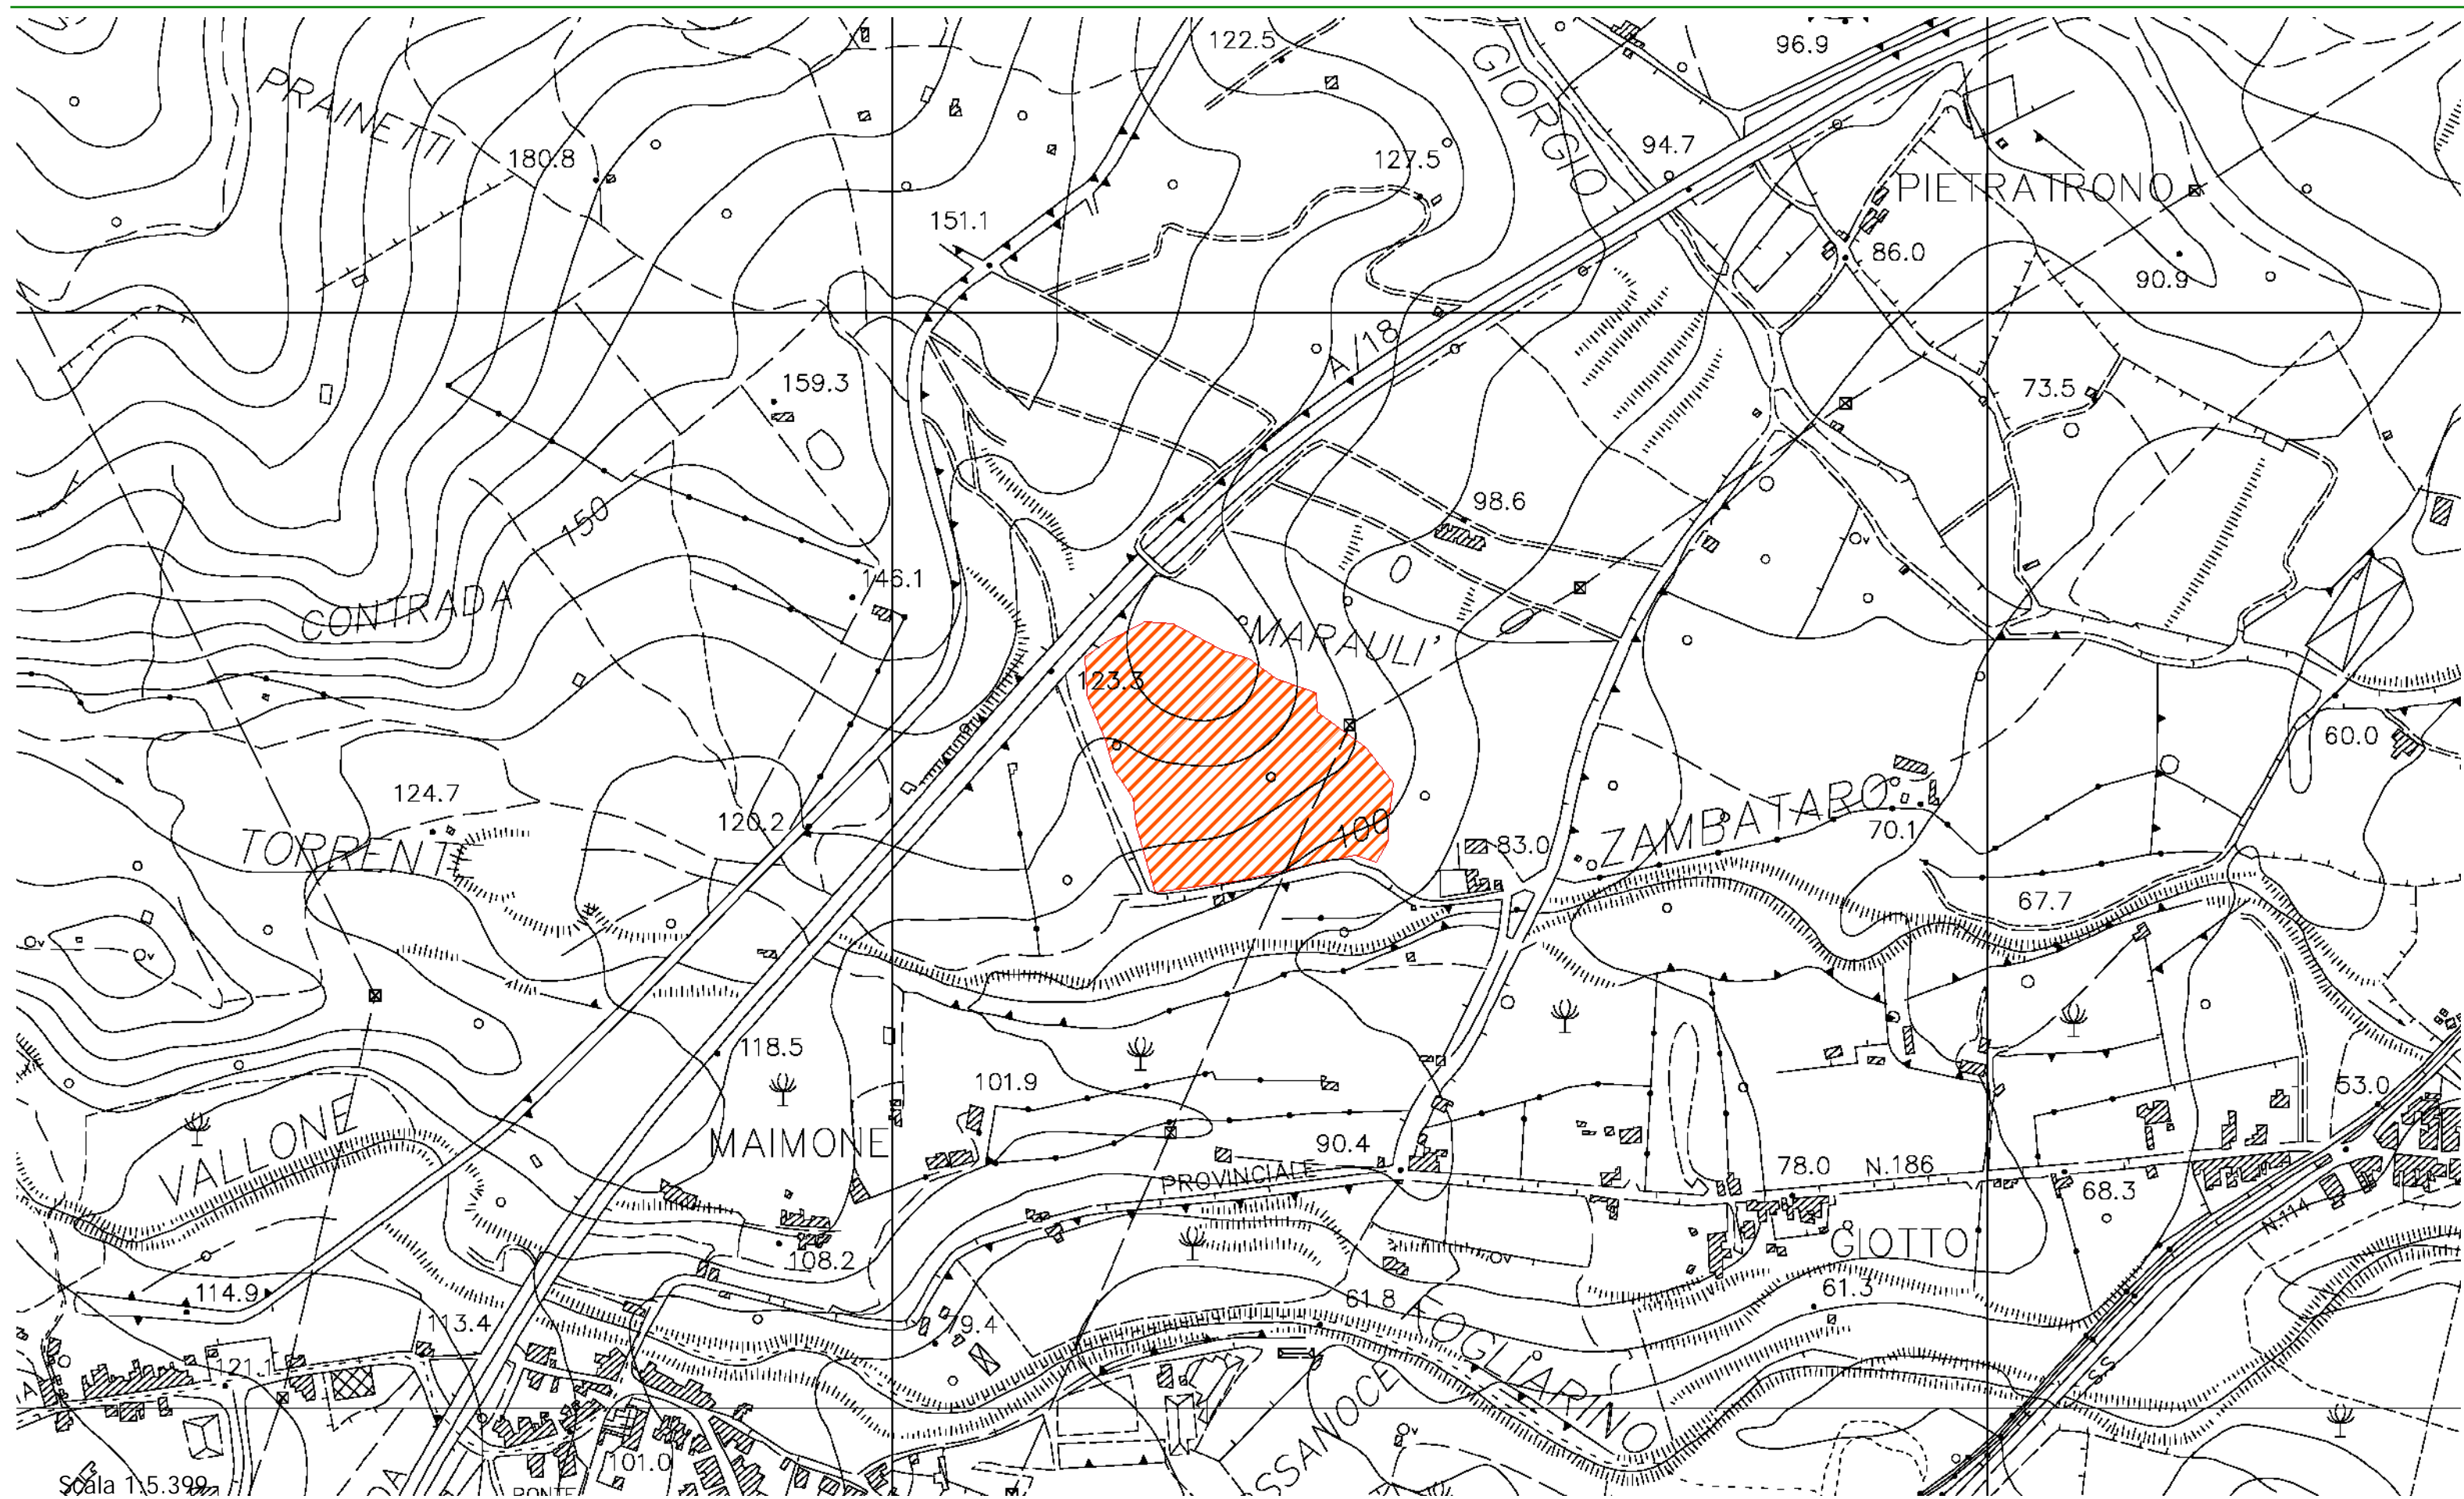 122.5
96.9
GIORGIO
PRAINETTI
180.8
127.5
94.7
PIETRATRONO
151.1
86.0
90.9
A/18
159.3
73.5
98.6
150
146.1
CONTRADA
MARAULI'
123.3
60.0
124.7
120.2
100
ZAMBATARO
70.1
TORRENTE
83.0
67.7
118.5
101.9
53.0
VALLONE
MAIMONE
90.4
PROVINCIALE
78.0
N.186
68.3
N.114
108.2
GIOTTO
114.9
61.8
61.3
113.4
79.4
FOGLIARINO
121.1
S.S.
SSANOCE
101.0
Scala 1:5.399
PONTE